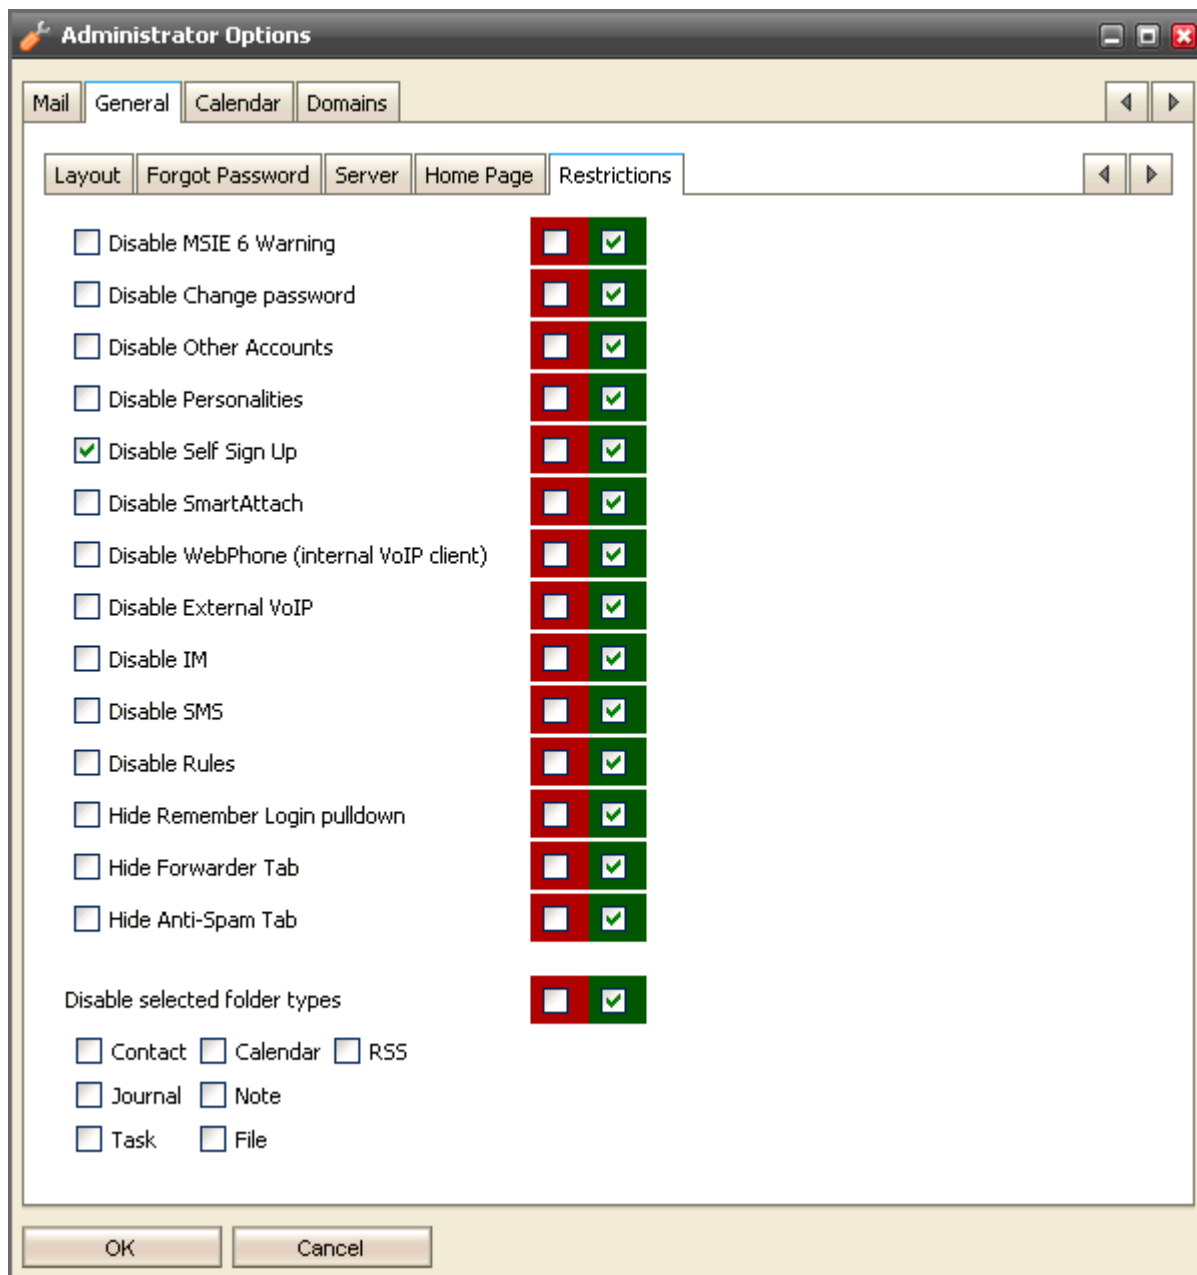 Administrator Options
Mail General Calendar Domains
Layout Forgot Password Server Home Page Restrictions
Disable MSIE 6 Warning
Disable Change password
Disable Other Accounts
Disable Personalities
Disable Self Sign Up
Disable SmartAttach
Disable WebPhone (internal VoIP client)
Disable External VoIP
Disable IM
Disable SMS
Disable Rules
Hide Remember Login pulldown
Hide Forwarder Tab
Hide Anti-Spam Tab
Disable selected folder types
Contact Calendar RSS
Journal Note
Task File
OK Cancel